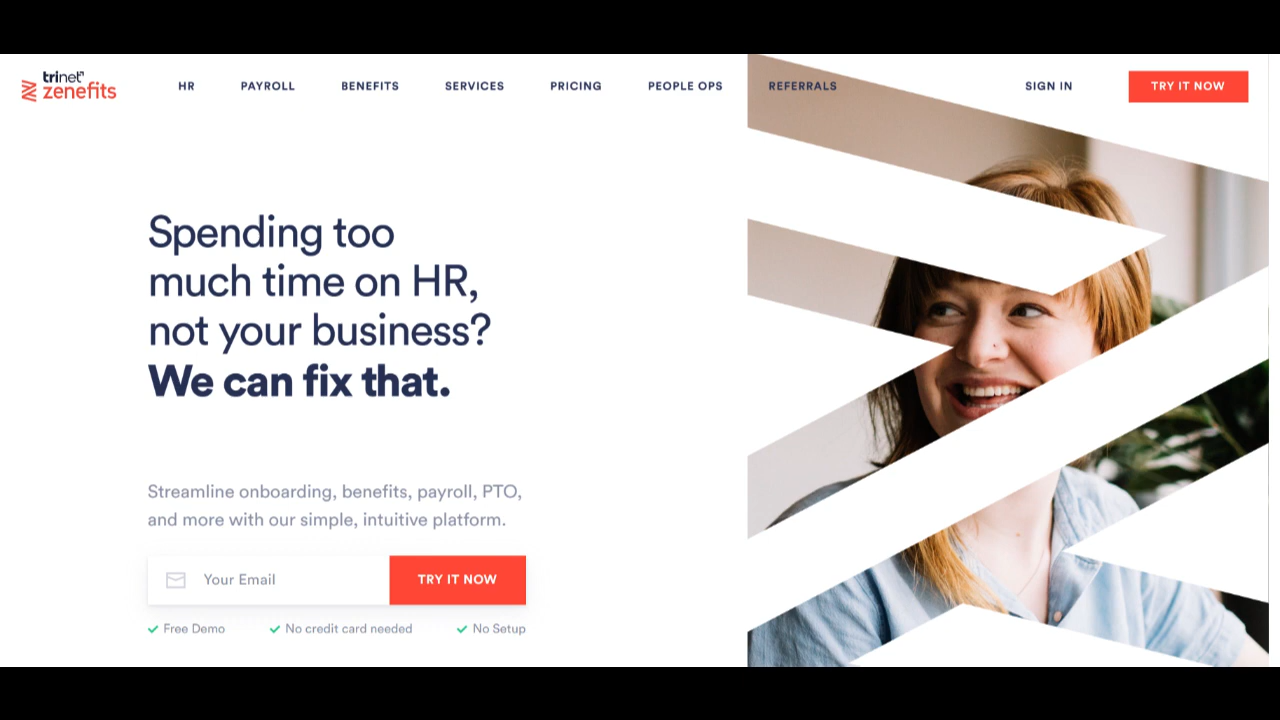 trinet
zenefits
HR
PAYROLL
BENEFITS
SERVICES
PRICING
PEOPLE OPS
REFERRALS
SIGN IN
TRY IT NOW
Spending too
much time on HR,
not your business?
We can fix that.
Streamline onboarding, benefits, payroll, PTO,
and more with our simple, intuitive platform.
Your Email
TRY IT NOW
Free Demo
No credit card needed
No Setup